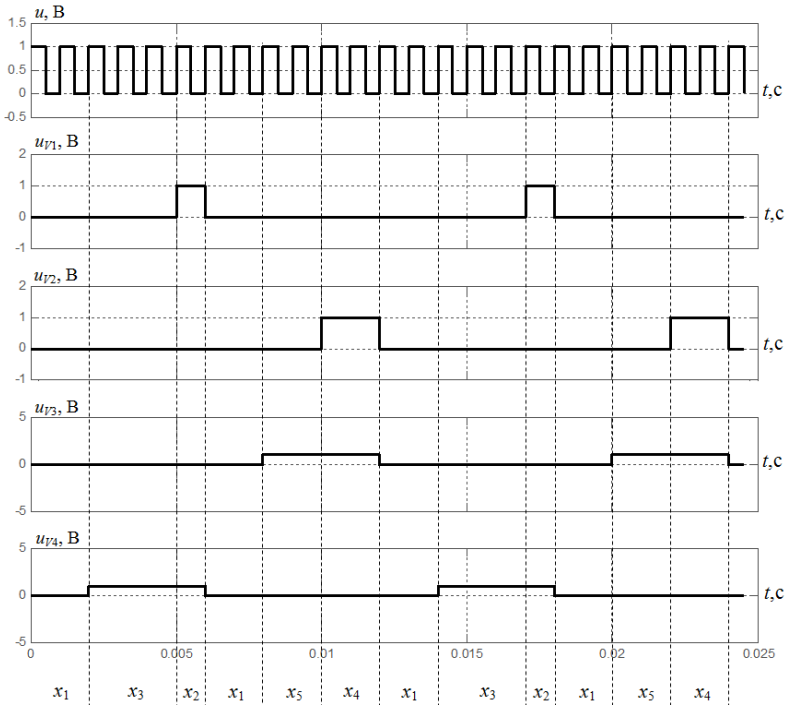 u, В
1.5
1
0.5
0
-0.5
t,с
u_V1, В
2
1
0
-1
t,с
u_V2, В
2
1
0
-1
t,с
u_V3, В
5
0
-5
t,с
u_V4, В
5
0
-5
t,с
0 0.005 0.01 0.015 0.02 0.025
x₁ x₃ x₂ x₁ x₅ x₄ x₁ x₃ x₂ x₁ x₅ x₄